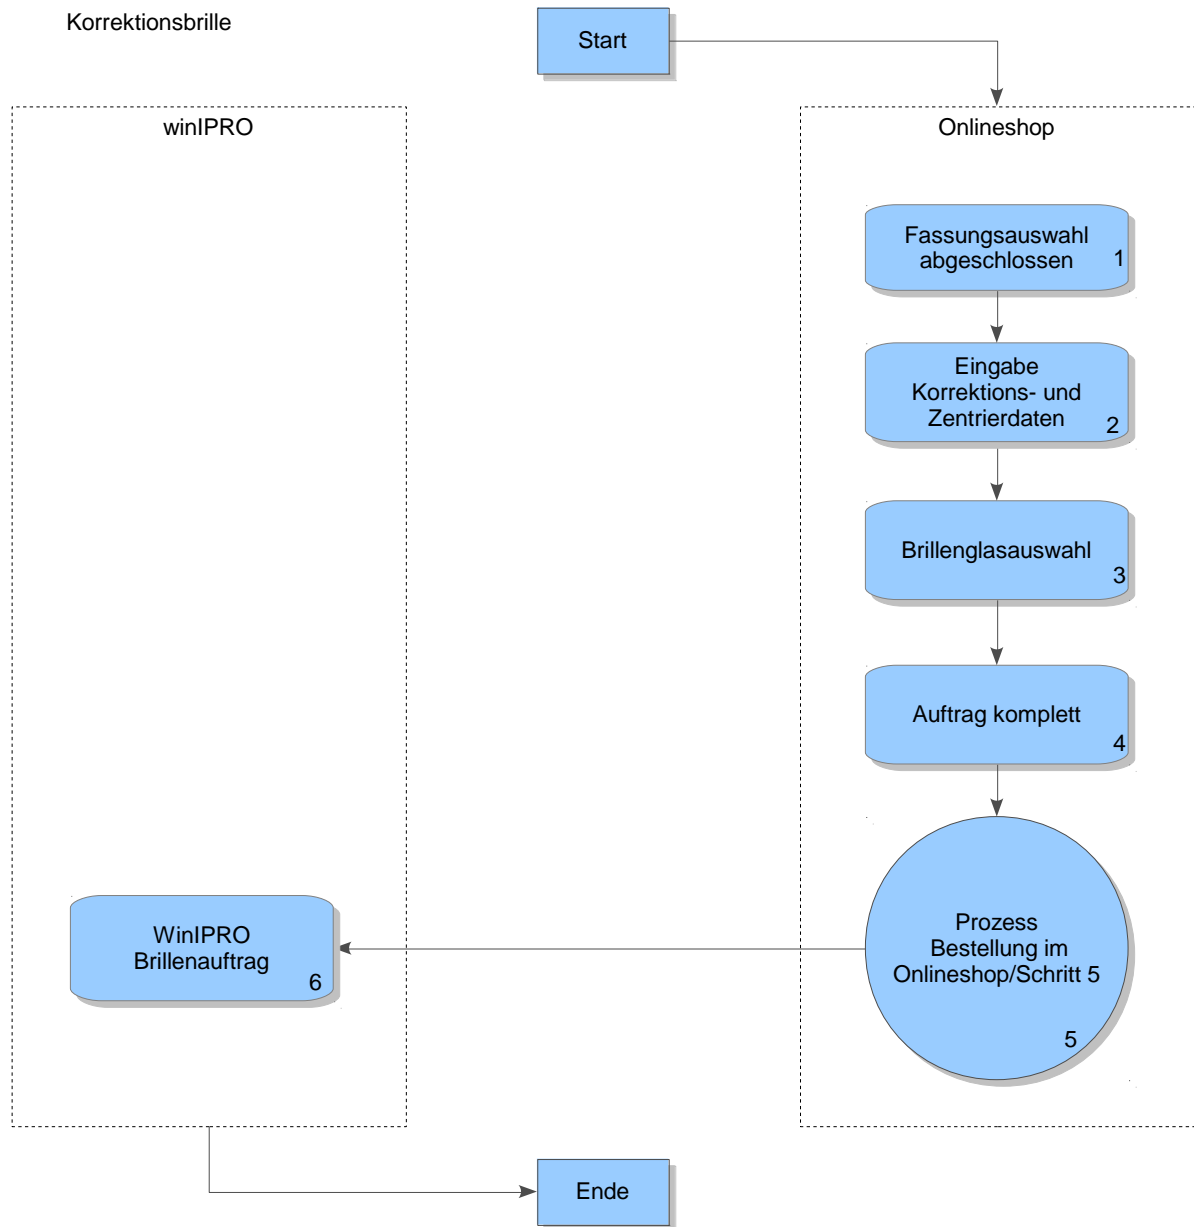 Korrektionsbrille
Start
winIPRO
Onlineshop
Fassungsauswahl
abgeschlossen
1
Eingabe
Korrektions- und
Zentrierdaten
2
Brillenglasauswahl
3
Auftrag komplett
4
Prozess
Bestellung im
Onlineshop/Schritt 5
5
WinIPRO
Brillenauftrag
6
Ende